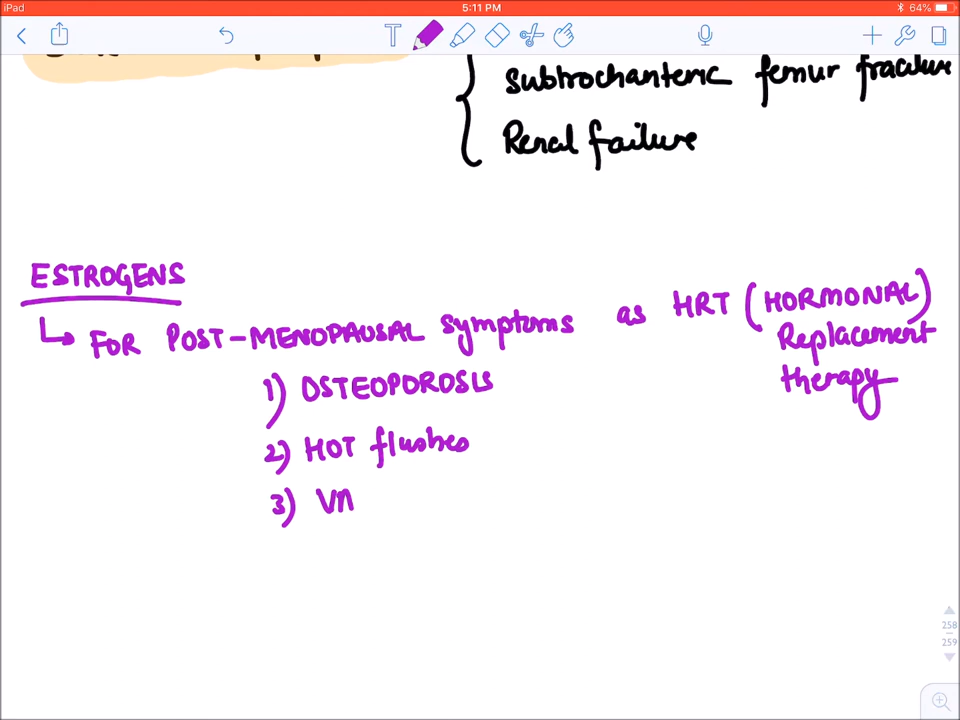 iPad 5:11 PM 64%
T
subtrochanteric femur fracture
Renal failure
ESTROGENS
FOR POST-MENOPAUSAL symptoms as HRT (HORMONAL)
Replacement
therapy
1) OSTEOPOROSIS
2) HOT flushes
3) VA
258
259